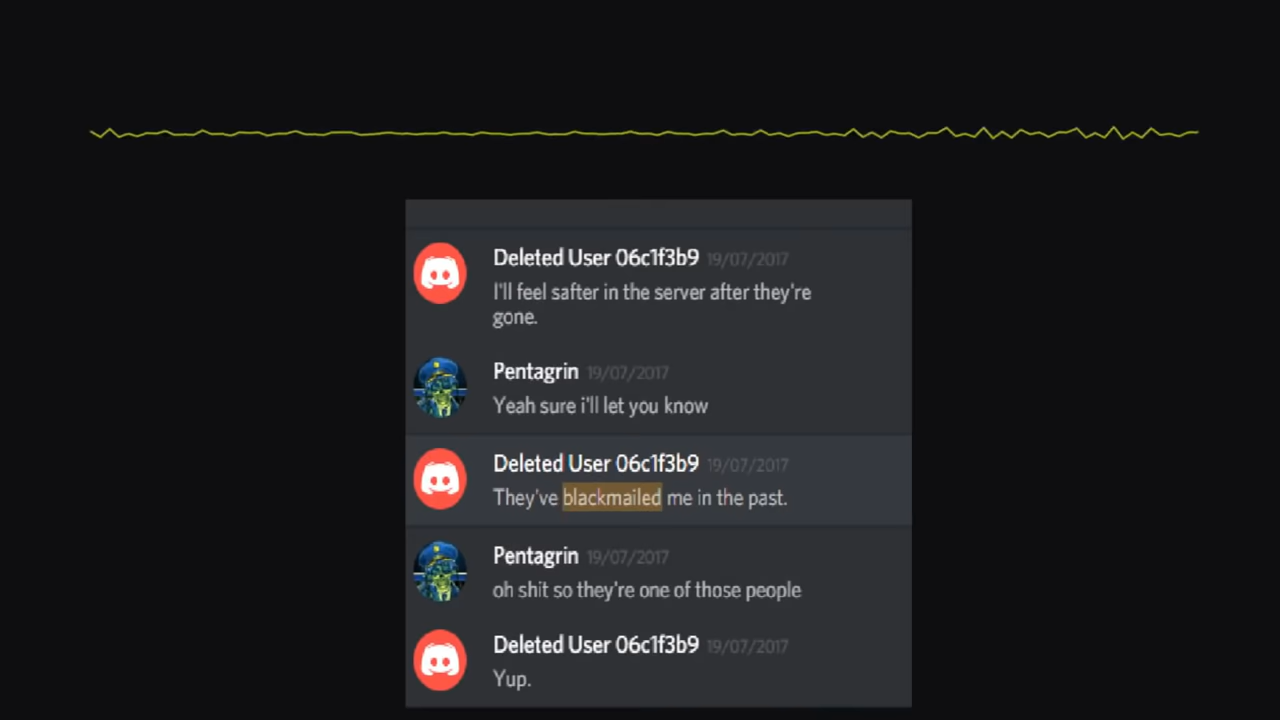 Deleted User 06c1f3b9 19/07/2017
I'll feel safter in the server after they're
gone.
Pentagrin 19/07/2017
Yeah sure i'll let you know
Deleted User 06c1f3b9 19/07/2017
They've blackmailed me in the past.
Pentagrin 19/07/2017
oh shit so they're one of those people
Deleted User 06c1f3b9 19/07/2017
Yup.